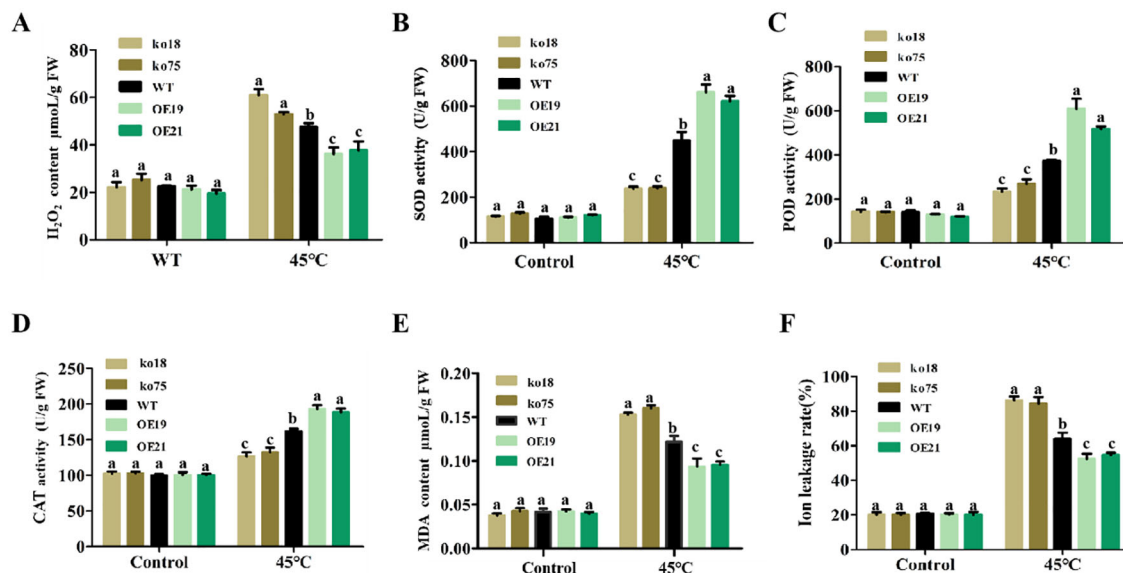 A
H₂O₂ content μmoL/g FW
80
60
40
20
0
ko18
ko75
WT
OE19
OE21
a a a a a
a a b c c
WT 45°C
B
SOD activity (U/g FW)
800
600
400
200
0
ko18
ko75
WT
OE19
OE21
a a a a a
c c b a a
Control 45°C
C
POD activity (U/g FW)
800
600
400
200
0
ko18
ko75
WT
OE19
OE21
a a a a a
c c b a a
Control 45°C
D
CAT activity (U/g FW)
250
200
150
100
50
0
ko18
ko75
WT
OE19
OE21
a a a a a
c c b a a
Control 45°C
E
MDA content μmoL/g FW
0.20
0.15
0.10
0.05
0.00
ko18
ko75
WT
OE19
OE21
a a a a a
a a b c c
Control 45°C
F
Ion leakage rate(%)
100
80
60
40
20
0
ko18
ko75
WT
OE19
OE21
a a a a a
a a b c c
Control 45°C